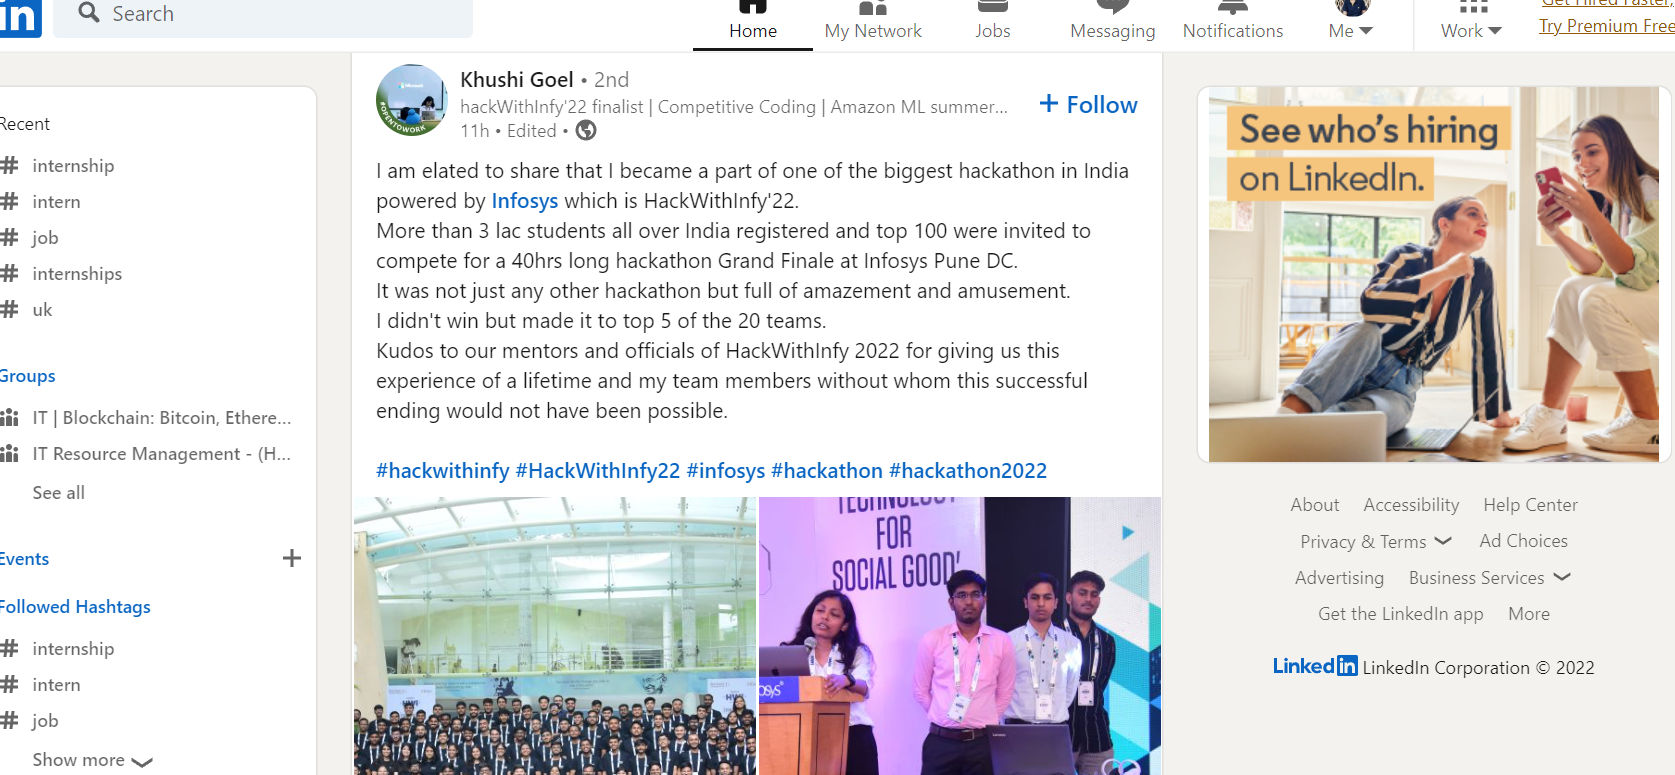 in
Search
Home
My Network
Jobs
Messaging
Notifications
Me
Work
Get Hired Faster,
Try Premium Free
Recent
# internship
# intern
# job
# internships
# uk
Groups
IT | Blockchain: Bitcoin, Ethere...
IT Resource Management - (H...
See all
Events
+
Followed Hashtags
# internship
# intern
# job
Show more
Microsoft
#OPENTOWORK
Khushi Goel • 2nd
hackWithInfy'22 finalist | Competitive Coding | Amazon ML summer...
11h • Edited •
+ Follow
I am elated to share that I became a part of one of the biggest hackathon in India
powered by Infosys which is HackWithInfy'22.
More than 3 lac students all over India registered and top 100 were invited to
compete for a 40hrs long hackathon Grand Finale at Infosys Pune DC.
It was not just any other hackathon but full of amazement and amusement.
I didn't win but made it to top 5 of the 20 teams.
Kudos to our mentors and officials of HackWithInfy 2022 for giving us this
experience of a lifetime and my team members without whom this successful
ending would not have been possible.
#hackwithinfy #HackWithInfy22 #infosys #hackathon #hackathon2022
TECHNOLOGY
FOR
SOCIAL GOOD'
Lenovo
See who's hiring
on LinkedIn.
About
Accessibility
Help Center
Privacy & Terms
Ad Choices
Advertising
Business Services
Get the LinkedIn app
More
LinkedIn LinkedIn Corporation © 2022